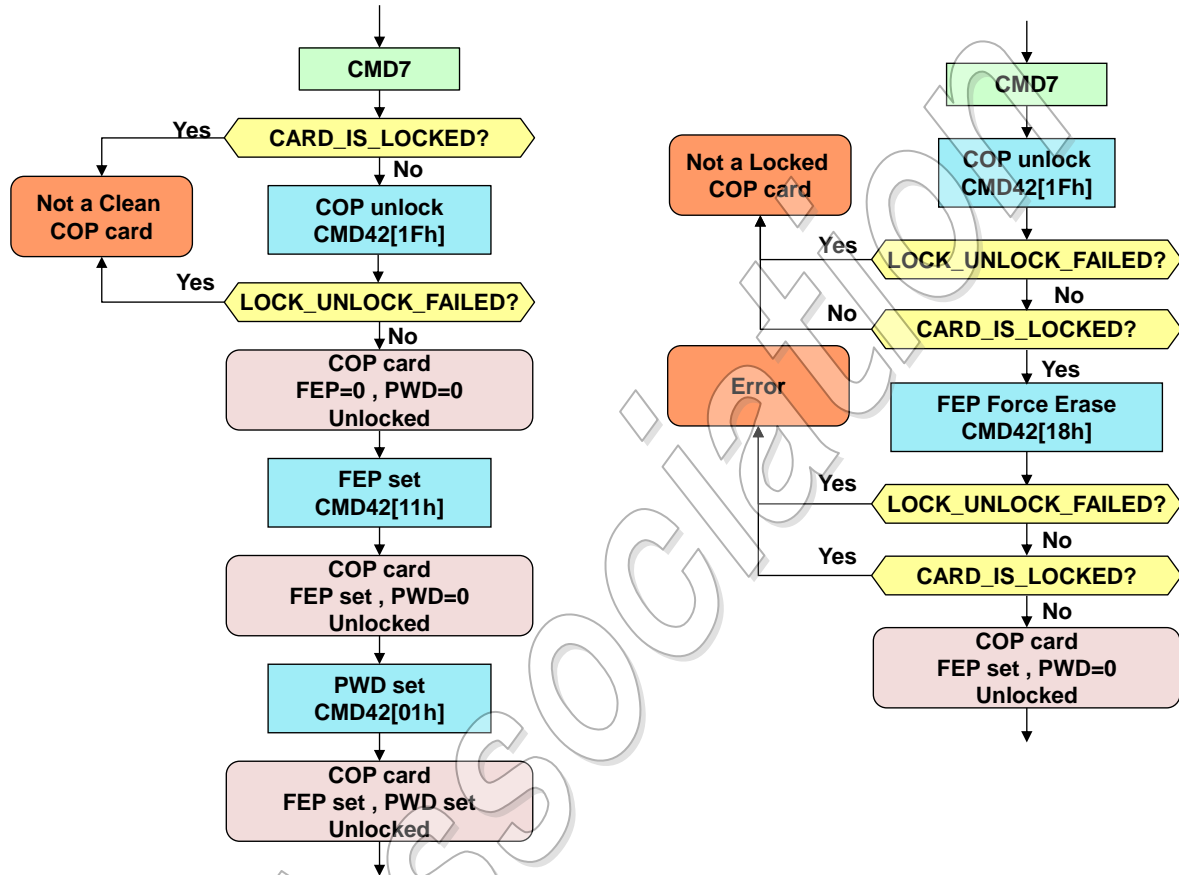 CMD7
Yes
CARD_IS_LOCKED?
No
Not a Clean
COP card
COP unlock
CMD42[1Fh]
Yes
LOCK_UNLOCK_FAILED?
No
COP card
FEP=0 , PWD=0
Unlocked
FEP set
CMD42[11h]
COP card
FEP set , PWD=0
Unlocked
PWD set
CMD42[01h]
COP card
FEP set , PWD set
Unlocked
CMD7
Not a Locked
COP card
COP unlock
CMD42[1Fh]
Yes
LOCK_UNLOCK_FAILED?
No
No
CARD_IS_LOCKED?
Yes
Error
FEP Force Erase
CMD42[18h]
Yes
LOCK_UNLOCK_FAILED?
No
Yes
CARD_IS_LOCKED?
No
COP card
FEP set , PWD=0
Unlocked
ssociation